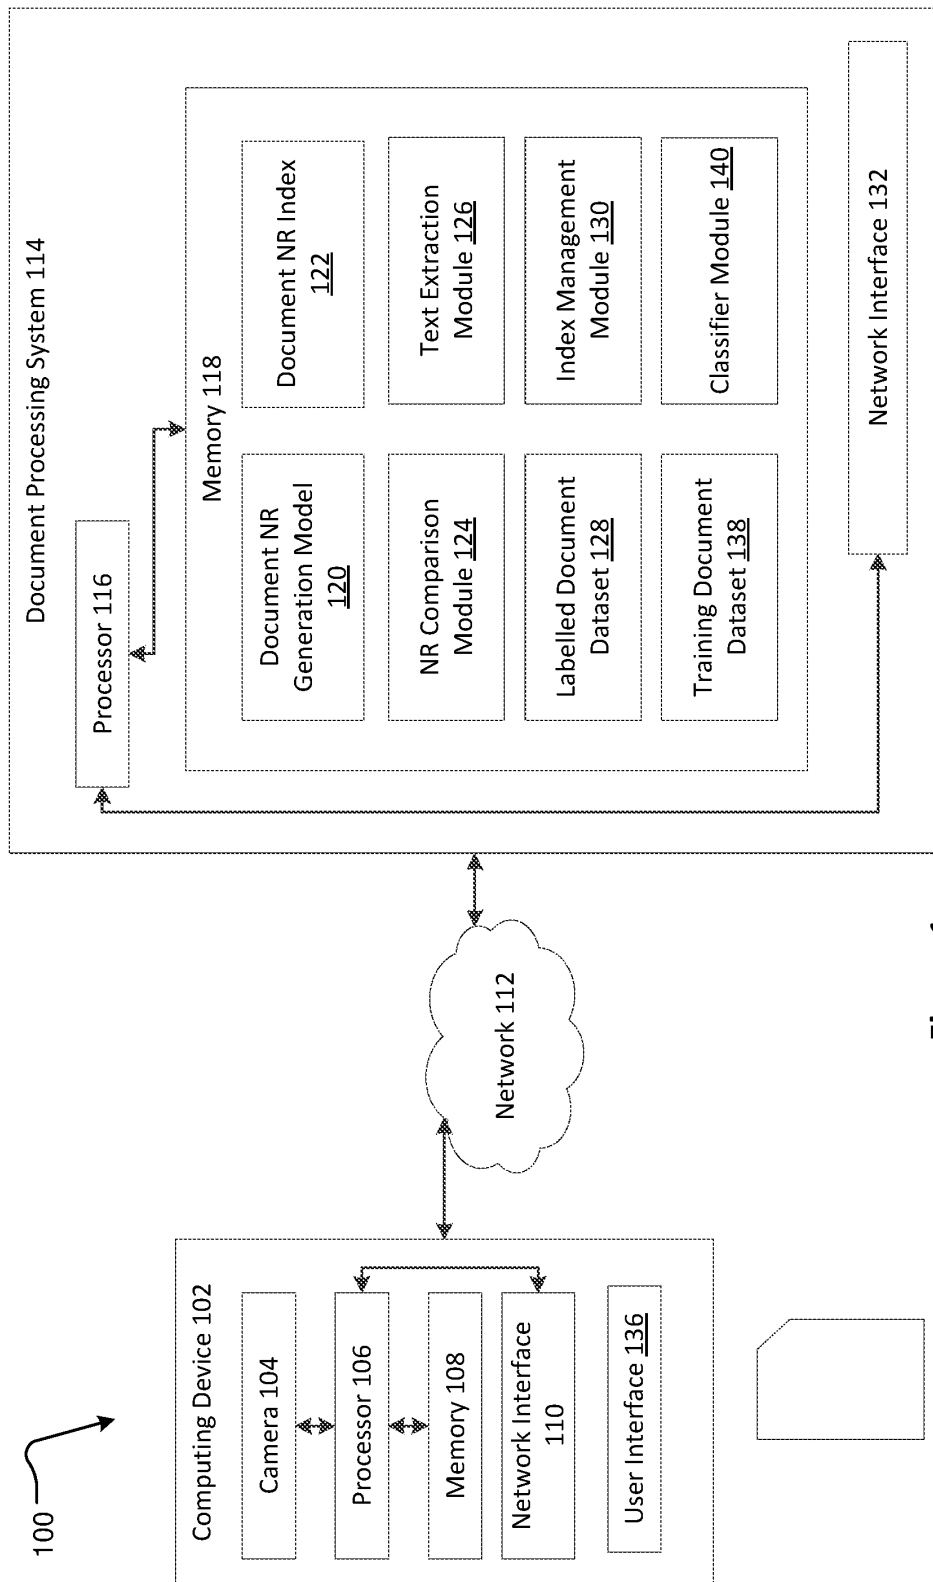 100
Computing Device 102
Camera 104
Processor 106
Memory 108
Network Interface
110
User Interface 136
Network 112
Document Processing System 114
Processor 116
Memory 118
Document NR
Generation Model
120
Document NR Index
122
NR Comparison
Module 124
Text Extraction
Module 126
Labelled Document
Dataset 128
Index Management
Module 130
Training Document
Dataset 138
Classifier Module 140
Network Interface 132